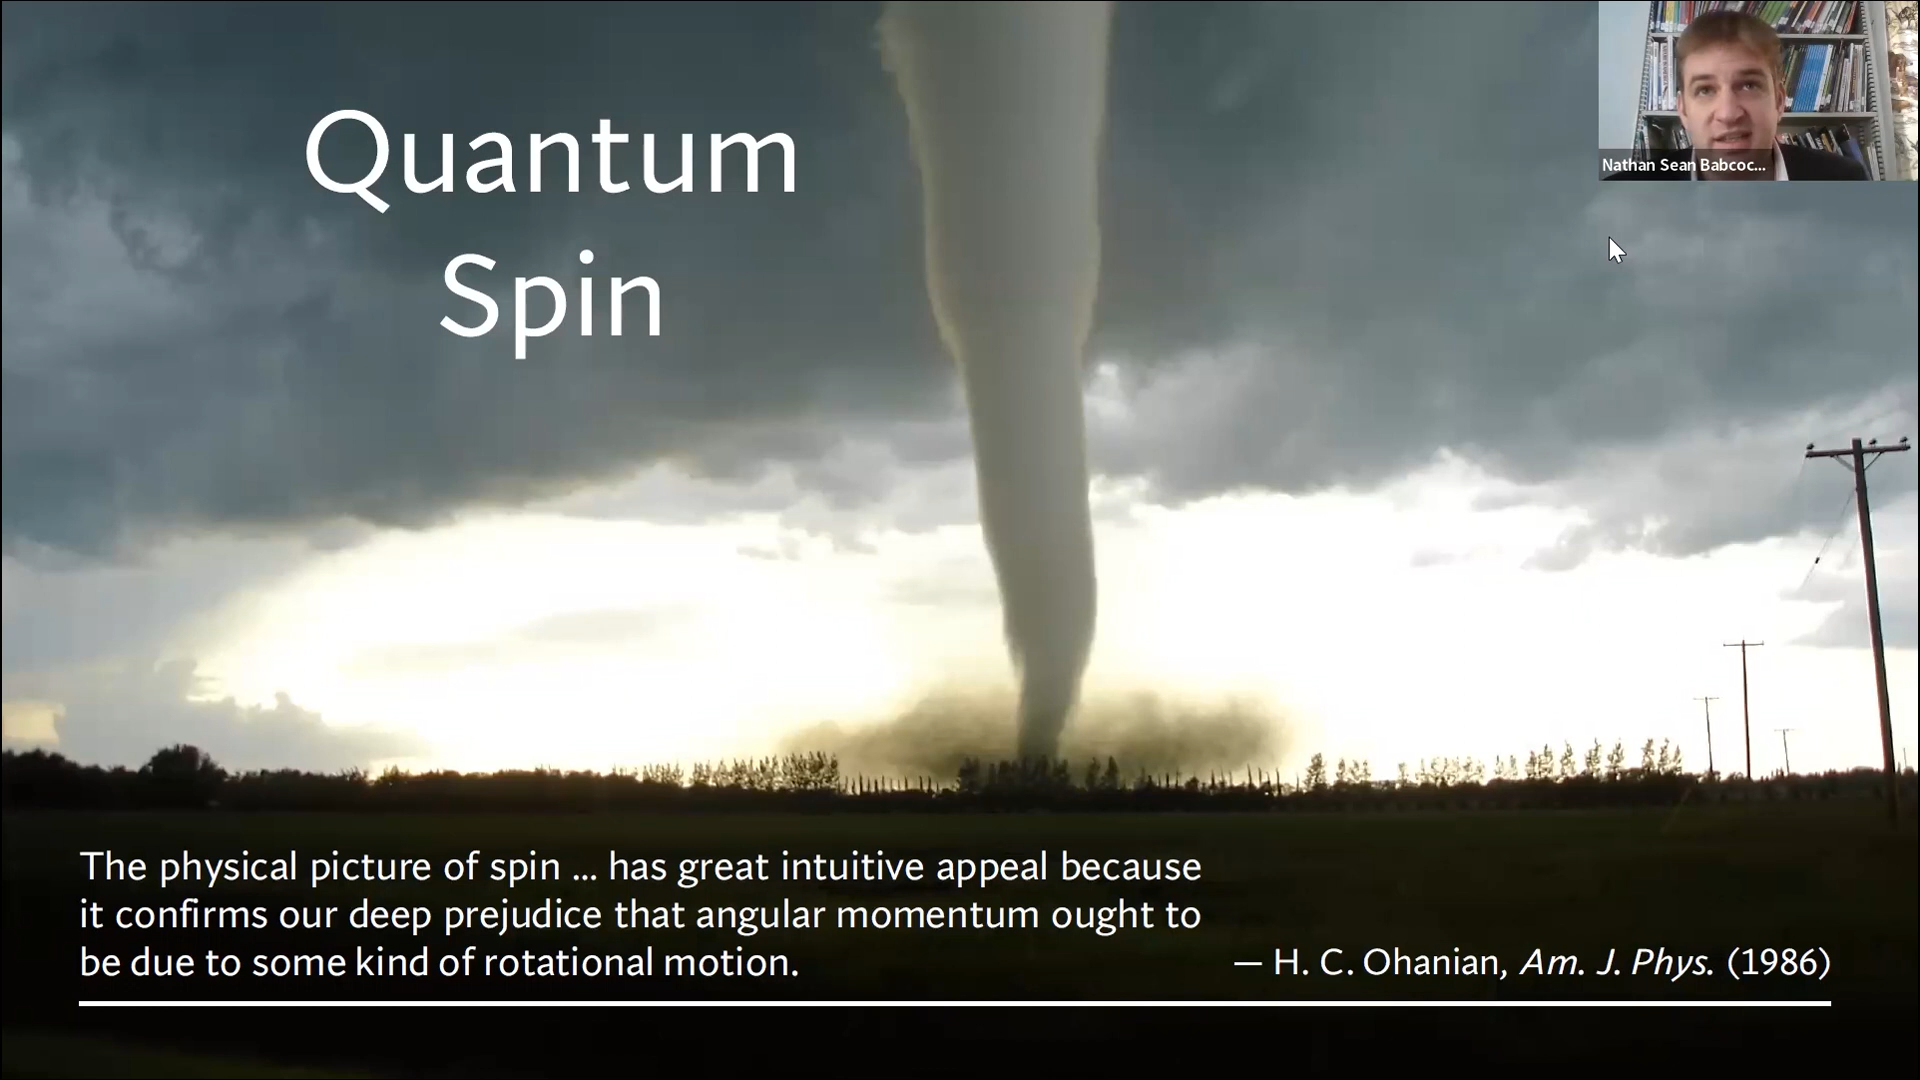 Quantum
Spin
Nathan Sean Babcoc...
The physical picture of spin ... has great intuitive appeal because
it confirms our deep prejudice that angular momentum ought to
be due to some kind of rotational motion.
— H. C. Ohanian, Am. J. Phys. (1986)